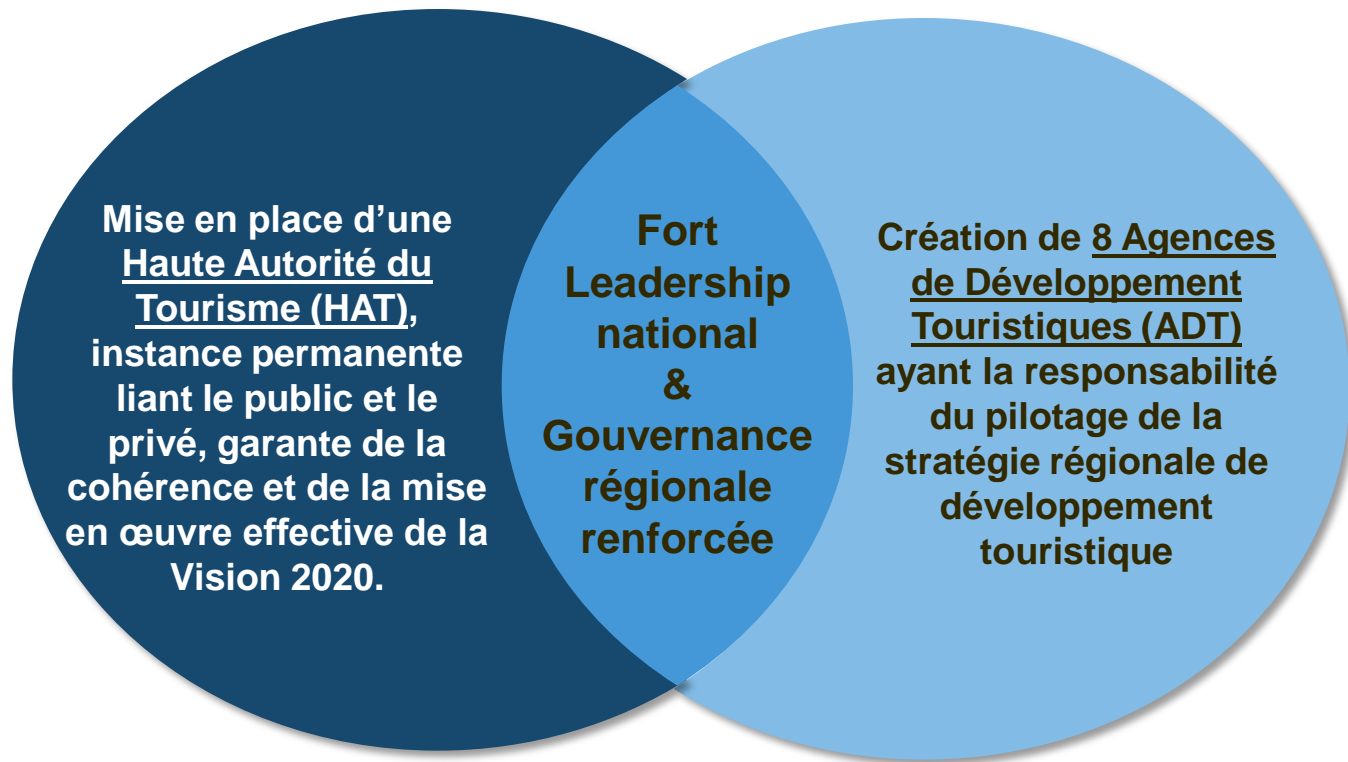 Mise en place d’une
Haute Autorité du
Tourisme (HAT),
instance permanente
liant le public et le
privé, garante de la
cohérence et de la mise
en œuvre effective de la
Vision 2020.
Fort
Leadership
national
&
Gouvernance
régionale
renforcée
Création de 8 Agences
de Développement
Touristiques (ADT)
ayant la responsabilité
du pilotage de la
stratégie régionale de
développement
touristique